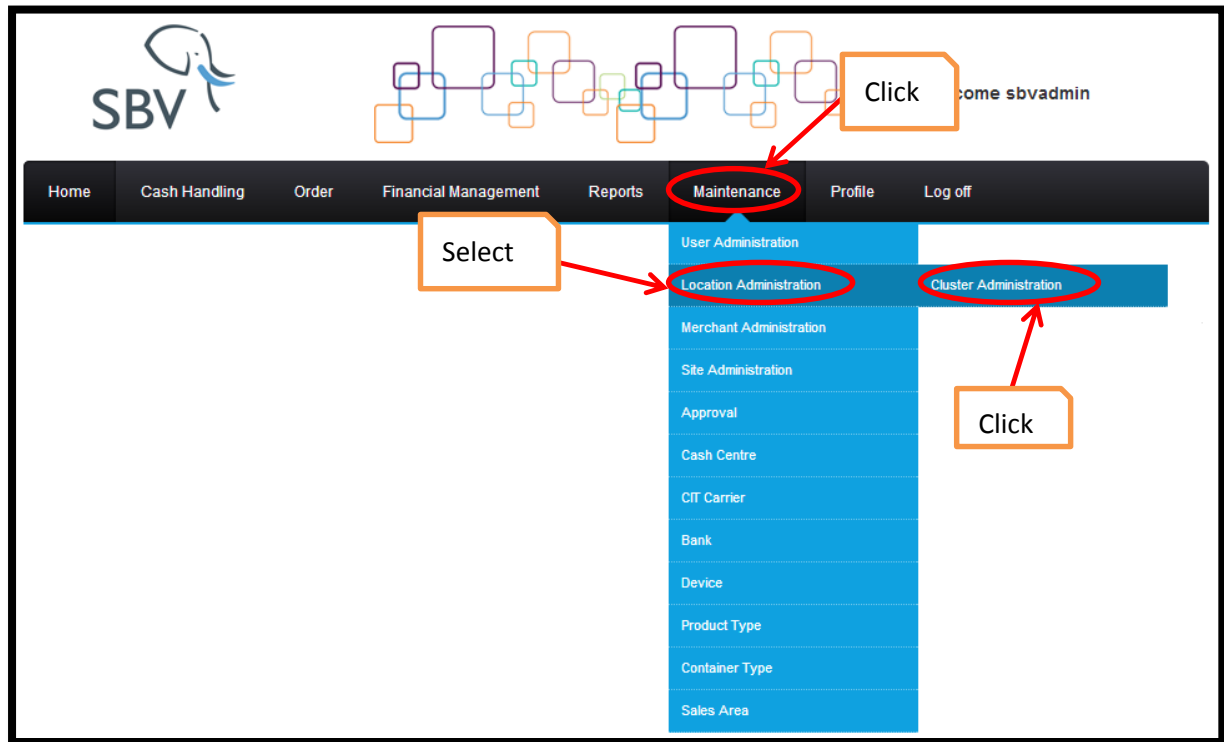 SBV
Click
come sbvadmin
Home Cash Handling Order Financial Management Reports Maintenance Profile Log off
Select
User Administration
Location Administration Cluster Administration
Merchant Administration
Site Administration
Approval
Click
Cash Centre
CIT Carrier
Bank
Device
Product Type
Container Type
Sales Area